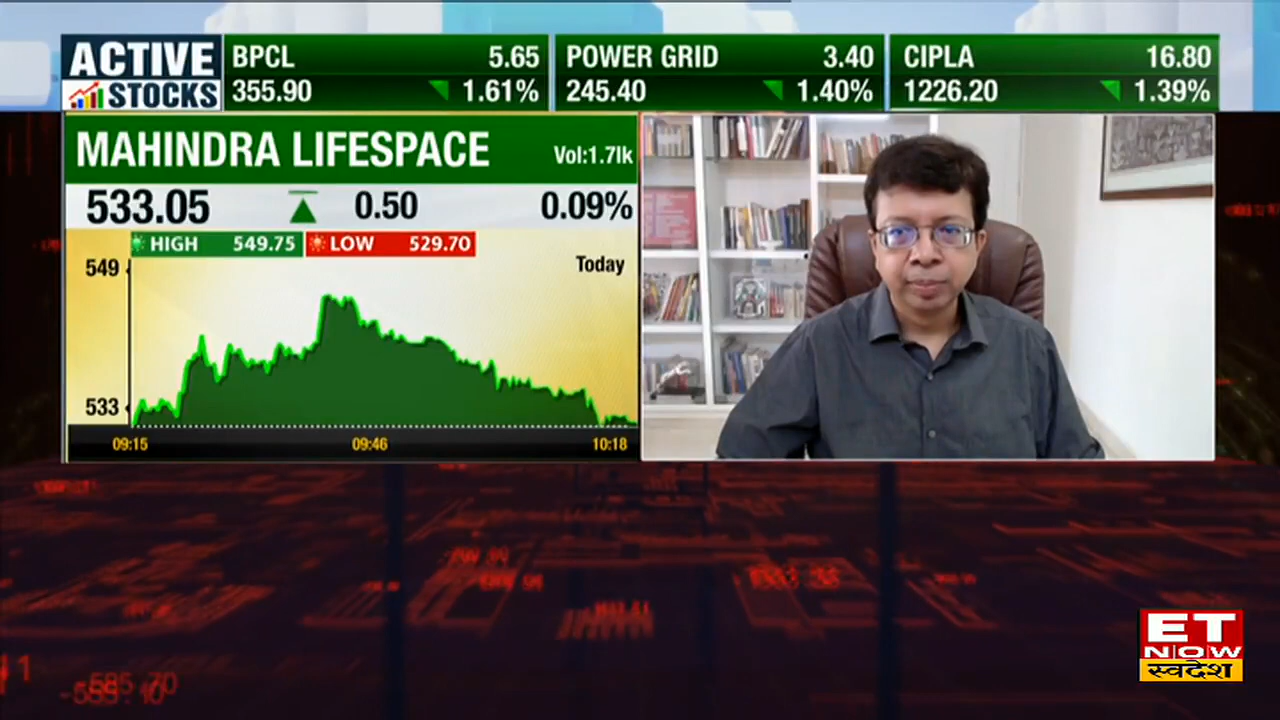 ACTIVE
STOCKS
BPCL 5.65
355.90 1.61%
POWER GRID 3.40
245.40 1.40%
CIPLA 16.80
1226.20 1.39%
MAHINDRA LIFESPACE Vol:1.7lk
533.05 0.50 0.09%
HIGH 549.75 LOW 529.70
Today
549
533
09:15 09:46 10:18
ET
NOW
स्वदेश